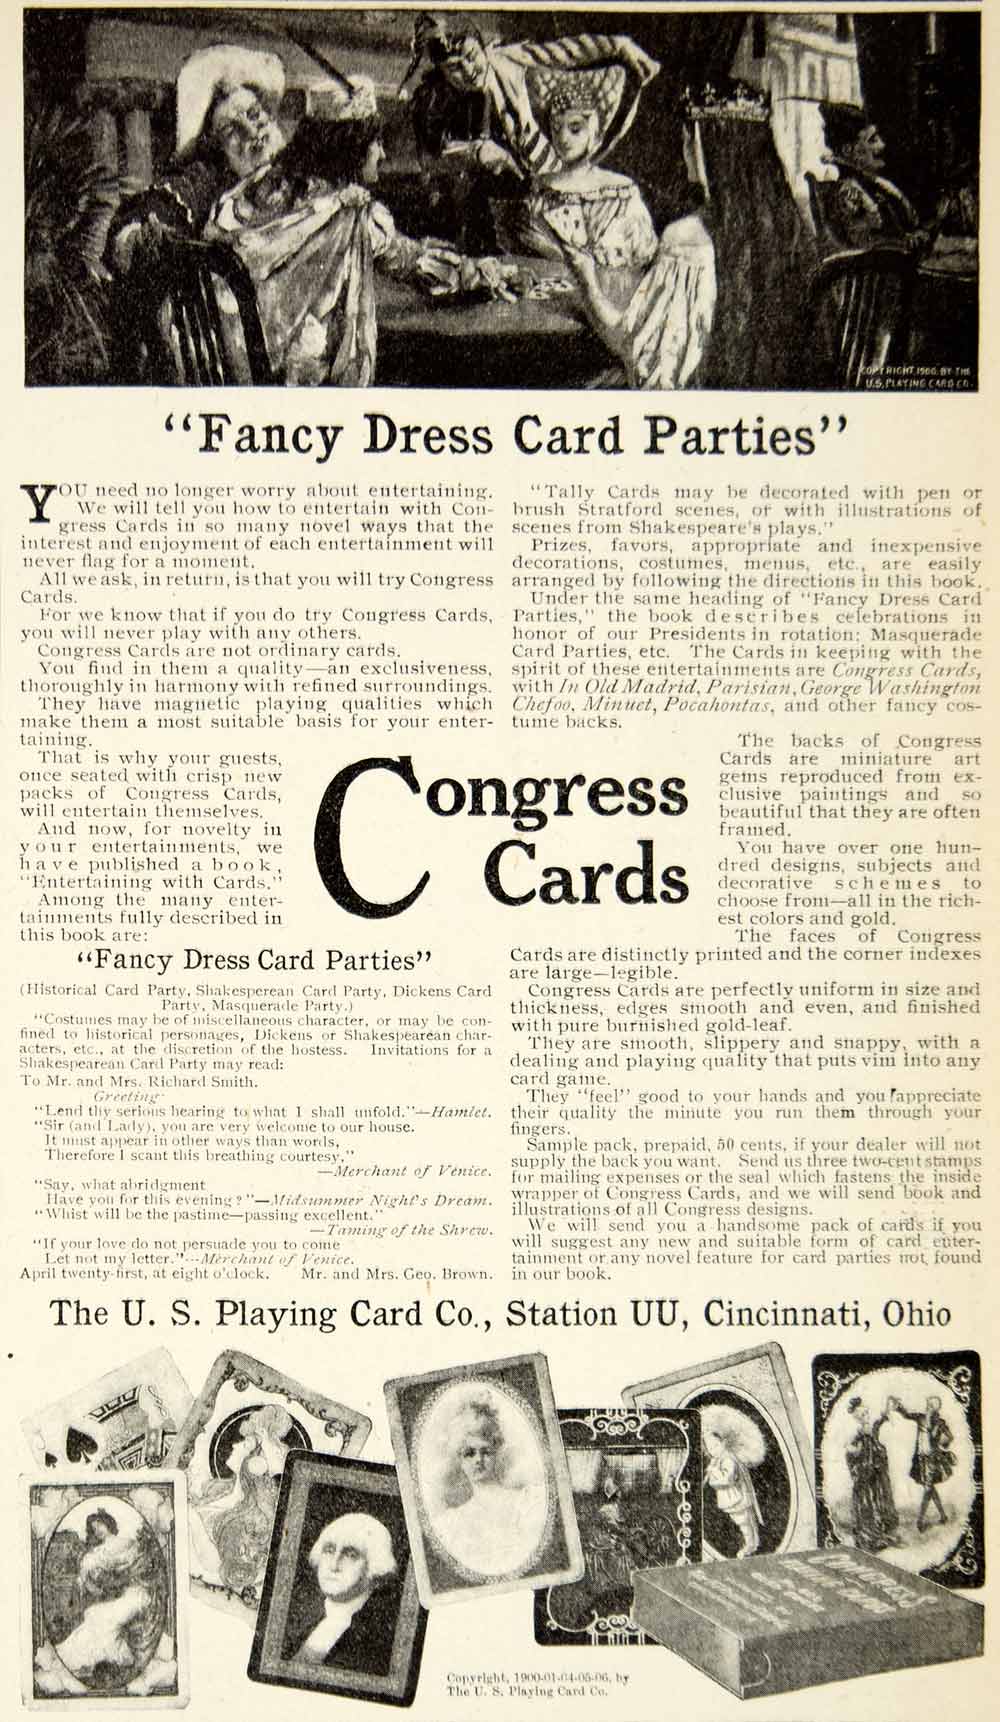 COPYRIGHT 1906, BY THE
U.S. PLAYING CARD CO.
"Fancy Dress Card Parties"
YOU need no longer worry about entertaining.
We will tell you how to entertain with Con-
gress Cards in so many novel ways that the
interest and enjoyment of each entertainment will
never flag for a moment.
All we ask, in return, is that you will try Congress
Cards.
For we know that if you do try Congress Cards,
you will never play with any others.
Congress Cards are not ordinary cards.
You find in them a quality—an exclusiveness,
thoroughly in harmony with refined surroundings.
They have magnetic playing qualities which
make them a most suitable basis for your enter-
taining.
That is why your guests,
once seated with crisp new
packs of Congress Cards,
will entertain themselves.
And now, for novelty in
your entertainments, we
have published a book,
"Entertaining with Cards."
Among the many enter-
tainments fully described in
this book are:
"Fancy Dress Card Parties"
(Historical Card Party, Shakesperean Card Party, Dickens Card
Party, Masquerade Party.)
"Costumes may be of miscellaneous character, or may be con-
fined to historical personages, Dickens or Shakespearean char-
acters, etc., at the discretion of the hostess. Invitations for a
Shakespearean Card Party may read:
To Mr. and Mrs. Richard Smith.
Greeting:
"Lend thy serious hearing to what I shall unfold."—Hamlet.
"Sir (and Lady), you are very welcome to our house.
It must appear in other ways than words,
Therefore I scant this breathing courtesy,"
—Merchant of Venice.
"Say, what abridgment
Have you for this evening?"—Midsummer Night's Dream.
"Whist will be the pastime—passing excellent."
—Taming of the Shrew.
"If your love do not persuade you to come
Let not my letter."---Merchant of Venice.
April twenty-first, at eight o'clock. Mr. and Mrs. Geo. Brown.
"Tally Cards may be decorated with pen or
brush Stratford scenes, or with illustrations of
scenes from Shakespeare's plays."
Prizes, favors, appropriate and inexpensive
decorations, costumes, menus, etc., are easily
arranged by following the directions in this book.
Under the same heading of "Fancy Dress Card
Parties," the book describes celebrations in
honor of our Presidents in rotation; Masquerade
Card Parties, etc. The Cards in keeping with the
spirit of these entertainments are Congress Cards,
with In Old Madrid, Parisian, George Washington
Chefoo, Minuet, Pocahontas, and other fancy cos-
tume backs.
Congress
Cards
The backs of Congress
Cards are miniature art
gems reproduced from ex-
clusive paintings and so
beautiful that they are often
framed.
You have over one hun-
dred designs, subjects and
decorative schemes to
choose from—all in the rich-
est colors and gold.
The faces of Congress
Cards are distinctly printed and the corner indexes
are large—legible.
Congress Cards are perfectly uniform in size and
thickness, edges smooth and even, and finished
with pure burnished gold-leaf.
They are smooth, slippery and snappy, with a
dealing and playing quality that puts vim into any
card game.
They "feel" good to your hands and you appreciate
their quality the minute you run them through your
fingers.
Sample pack, prepaid, 50 cents, if your dealer will not
supply the back you want. Send us three two-cent stamps
for mailing expenses or the seal which fastens the inside
wrapper of Congress Cards, and we will send book and
illustrations of all Congress designs.
We will send you a handsome pack of cards if you
will suggest any new and suitable form of card enter-
tainment or any novel feature for card parties not found
in our book.
The U. S. Playing Card Co., Station UU, Cincinnati, Ohio
CONGRESS
Copyright, 1900-01-04-05-06, by
The U. S. Playing Card Co.